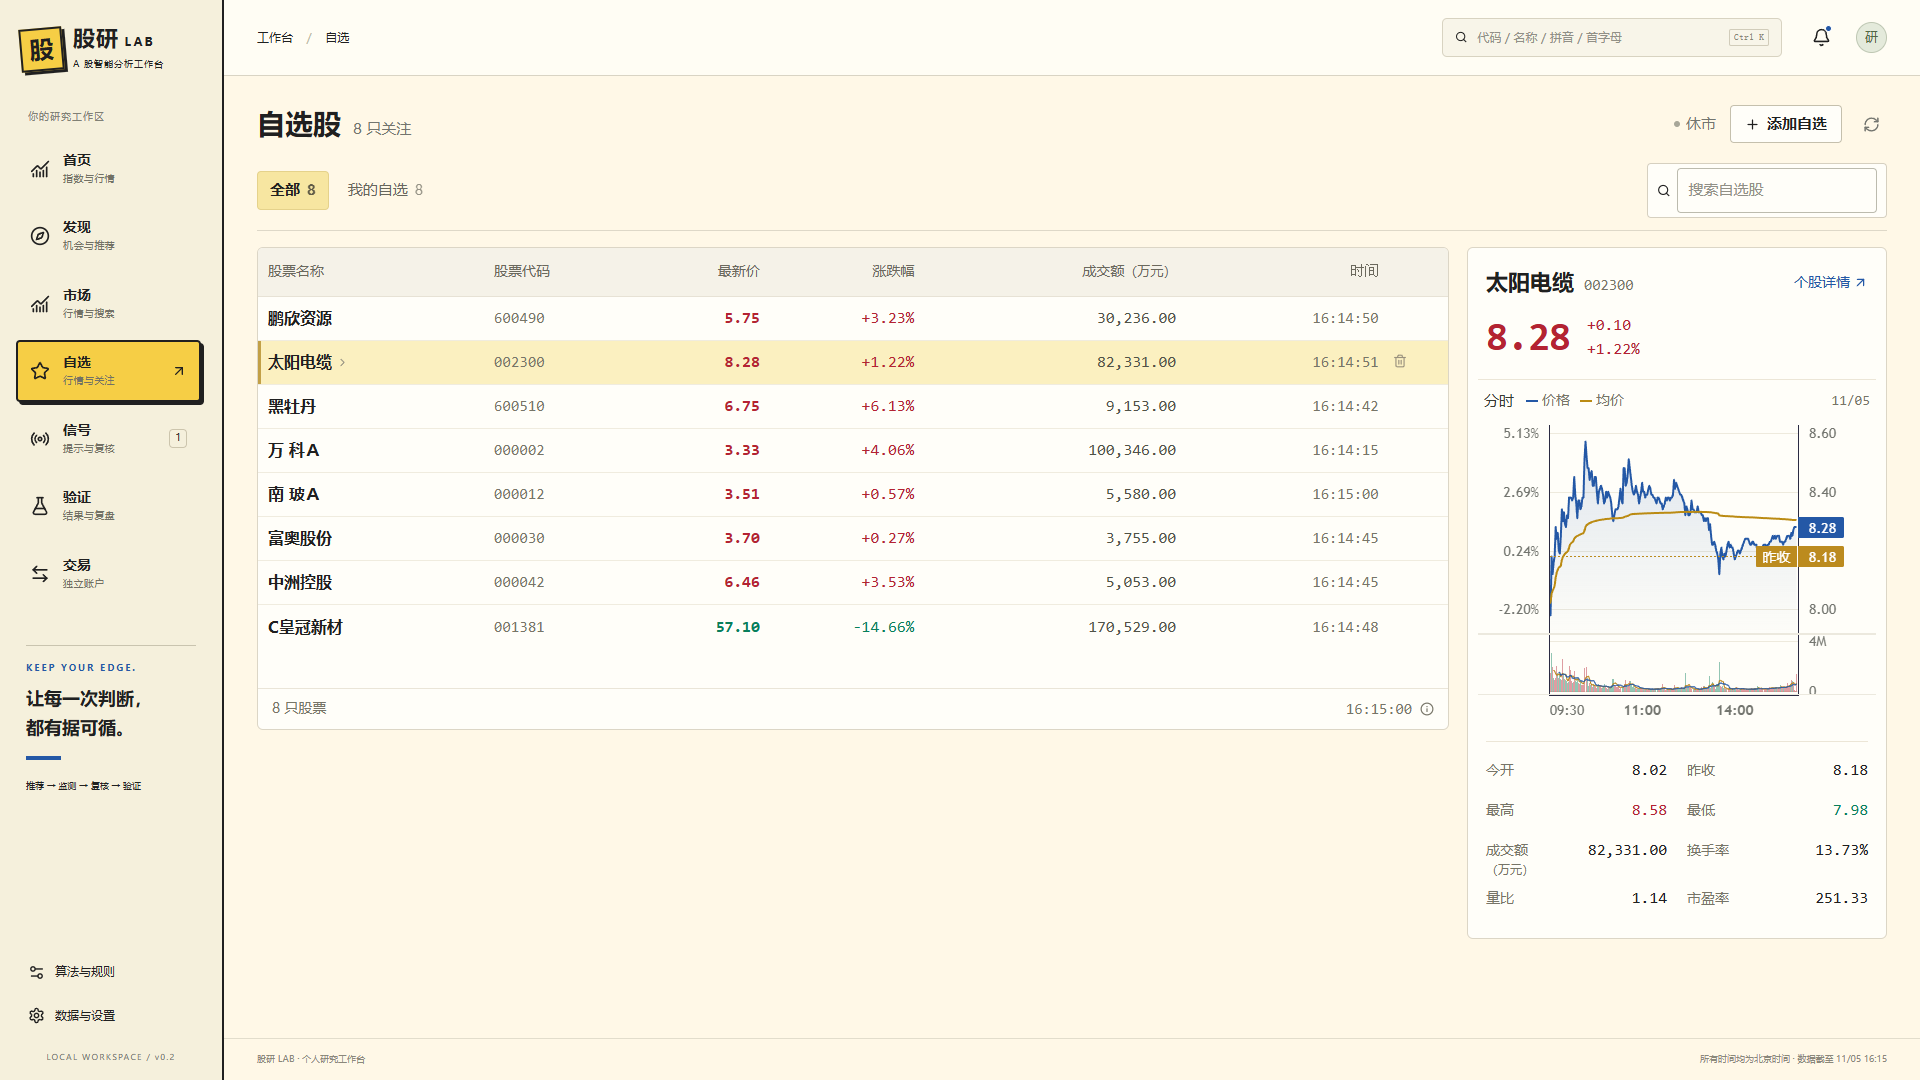 股 股研 LAB
A 股智能分析工作台
你的研究工作区
首页
指数与行情
发现
机会与推荐
市场
行情与搜索
自选
行情与关注
信号
提示与复核
1
验证
结果与复盘
交易
独立账户
KEEP YOUR EDGE.
让每一次判断，
都有据可循。
推荐 → 监测 → 复核 → 验证
算法与规则
数据与设置
LOCAL WORKSPACE / v0.2
工作台 / 自选
代码 / 名称 / 拼音 / 首字母 Ctrl K
研
自选股 8 只关注
休市 + 添加自选
全部 8 我的自选 8
搜索自选股
股票名称 股票代码 最新价 涨跌幅 成交额（万元） 时间
鹏欣资源 600490 5.75 +3.23% 30,236.00 16:14:50
太阳电缆 › 002300 8.28 +1.22% 82,331.00 16:14:51
黑牡丹 600510 6.75 +6.13% 9,153.00 16:14:42
万 科A 000002 3.33 +4.06% 100,346.00 16:14:15
南 玻A 000012 3.51 +0.57% 5,580.00 16:15:00
富奥股份 000030 3.70 +0.27% 3,755.00 16:14:45
中洲控股 000042 6.46 +3.53% 5,053.00 16:14:45
C皇冠新材 001381 57.10 -14.66% 170,529.00 16:14:48
8 只股票 16:15:00
太阳电缆 002300 个股详情
8.28 +0.10
+1.22%
分时 价格 均价 11/05
5.13% 8.60
2.69% 8.40
8.28
0.24% 昨收 8.18
-2.20% 8.00
4M
0
09:30 11:00 14:00
今开 8.02 昨收 8.18
最高 8.58 最低 7.98
成交额 82,331.00 换手率 13.73%
（万元）
量比 1.14 市盈率 251.33
股研 LAB · 个人研究工作台
所有时间均为北京时间 · 数据截至 11/05 16:15